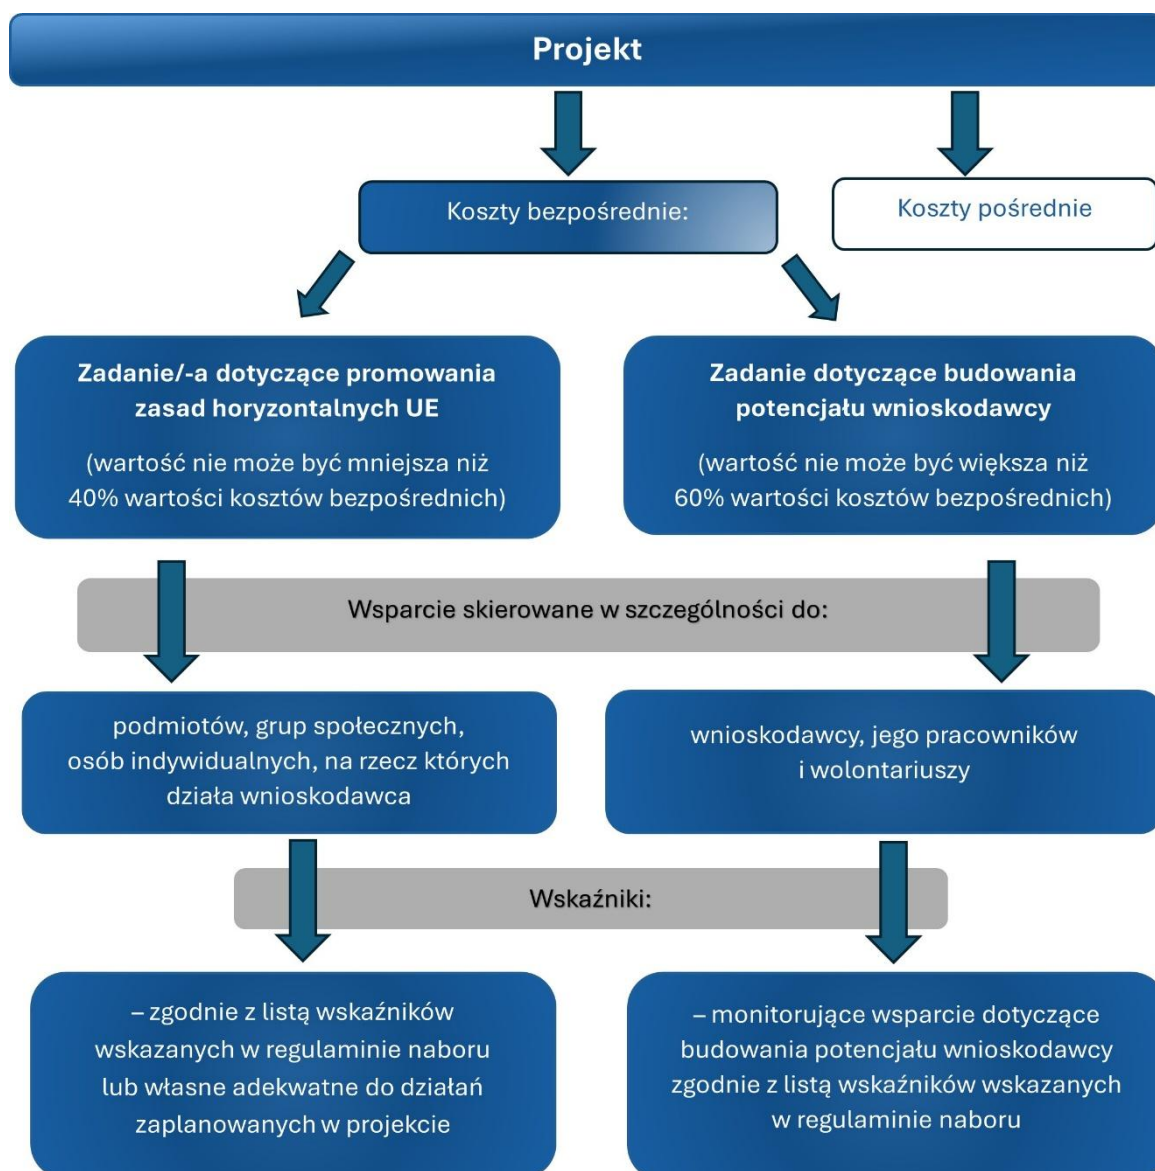 Projekt
Koszty bezpośrednie:
Koszty pośrednie
Zadanie/-a dotyczące promowania
zasad horyzontalnych UE
(wartość nie może być mniejsza niż
40% wartości kosztów bezpośrednich)
Zadanie dotyczące budowania
potencjału wnioskodawcy
(wartość nie może być większa niż
60% wartości kosztów bezpośrednich)
Wsparcie skierowane w szczególności do:
podmiotów, grup społecznych,
osób indywidualnych, na rzecz których
działa wnioskodawca
wnioskodawcy, jego pracowników
i wolontariuszy
Wskaźniki:
– zgodnie z listą wskaźników
wskazanych w regulaminie naboru
lub własne adekwatne do działań
zaplanowanych w projekcie
– monitorujące wsparcie dotyczące
budowania potencjału wnioskodawcy
zgodnie z listą wskaźników wskazanych
w regulaminie naboru